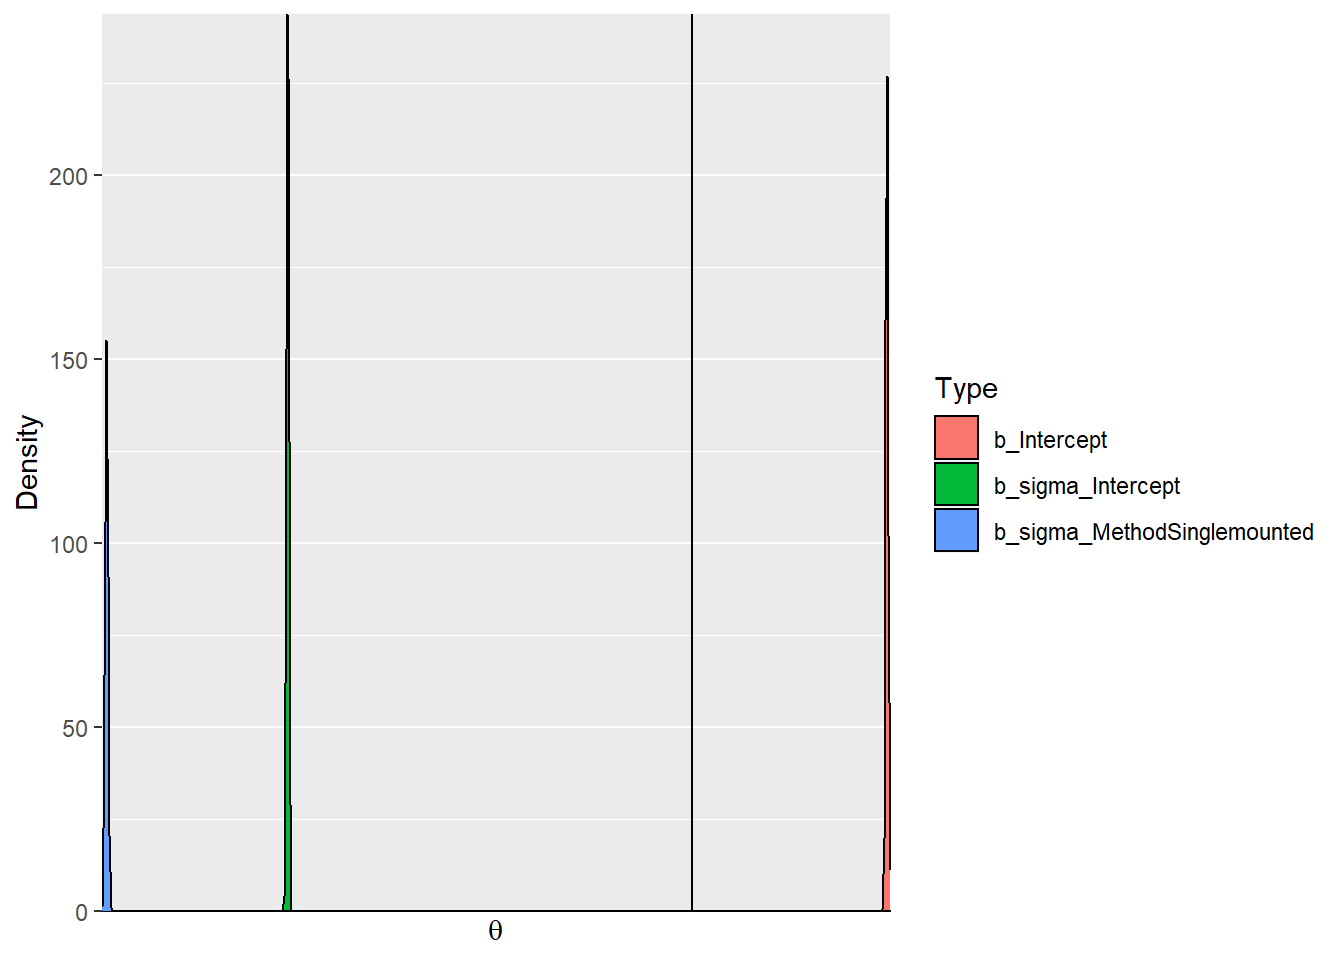 200
150
100
50
0
Density
θ
Type
b_Intercept
b_sigma_Intercept
b_sigma_MethodSinglemounted